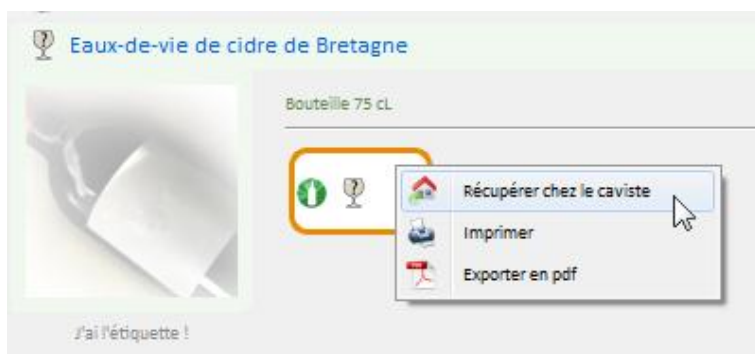 Eaux-de-vie de cidre de Bretagne
Bouteille 75 cL
Récupérer chez le caviste
Imprimer
Exporter en pdf
J'ai l'étiquette !